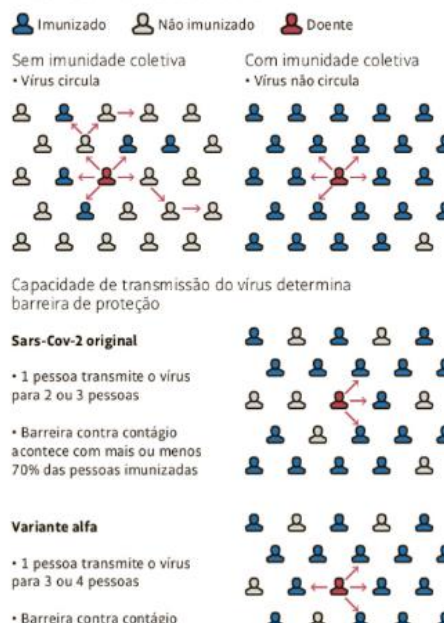 Imunizado Não imunizado Doente
Sem imunidade coletiva
• Vírus circula
Com imunidade coletiva
• Vírus não circula
Capacidade de transmissão do vírus determina
barreira de proteção
Sars-Cov-2 original
• 1 pessoa transmite o vírus
para 2 ou 3 pessoas
• Barreira contra contágio
acontece com mais ou menos
70% das pessoas imunizadas
Variante alfa
• 1 pessoa transmite o vírus
para 3 ou 4 pessoas
• Barreira contra contágio